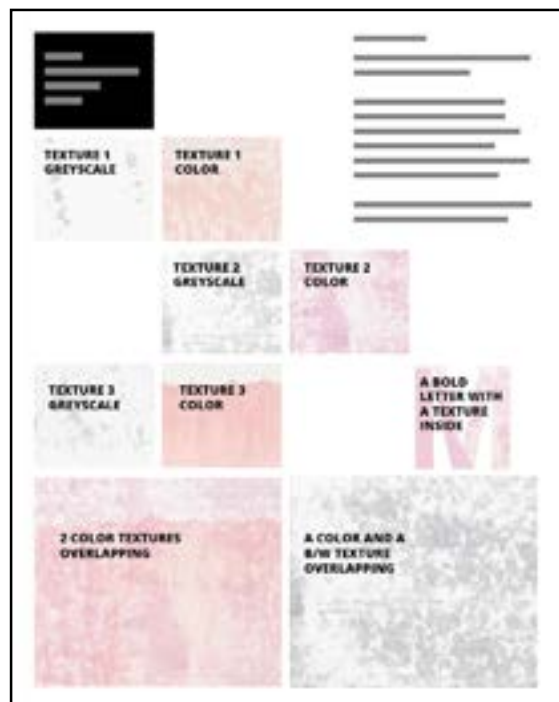 TEXTURE 1
GREYSCALE
TEXTURE 1
COLOR
TEXTURE 2
GREYSCALE
TEXTURE 2
COLOR
TEXTURE 3
GREYSCALE
TEXTURE 3
COLOR
A BOLD
LETTER WITH
A TEXTURE
INSIDE
M
2 COLOR TEXTURES
OVERLAPPING
A COLOR AND A
B/W TEXTURE
OVERLAPPING